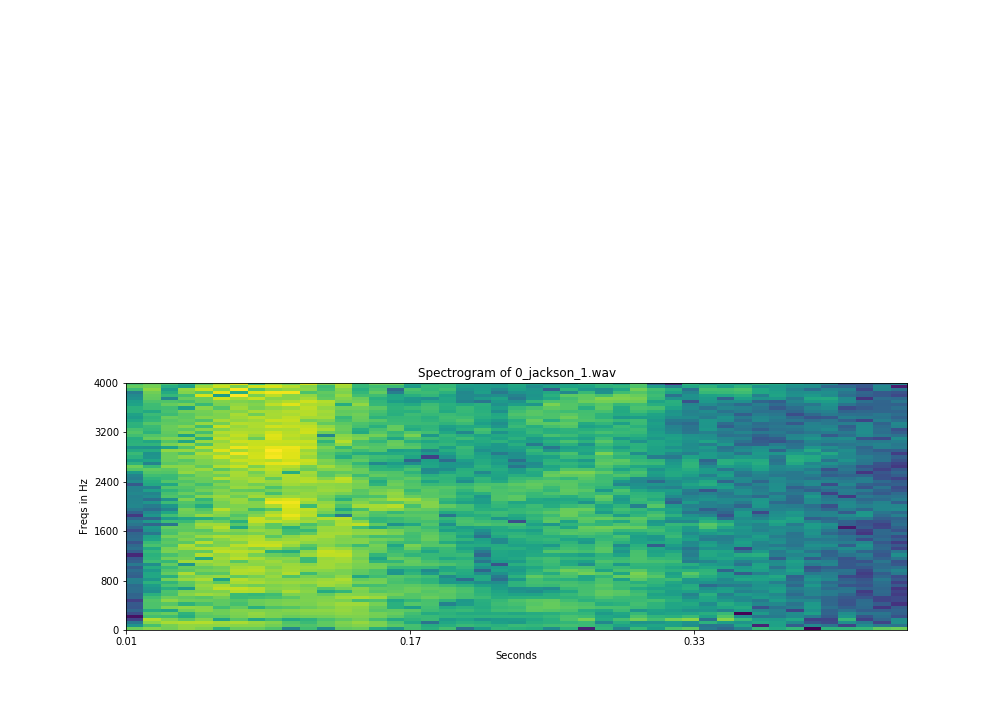 Spectrogram of 0_jackson_1.wav
4000
3200
2400
1600
800
0
Freqs in Hz
0.01 0.17 0.33
Seconds